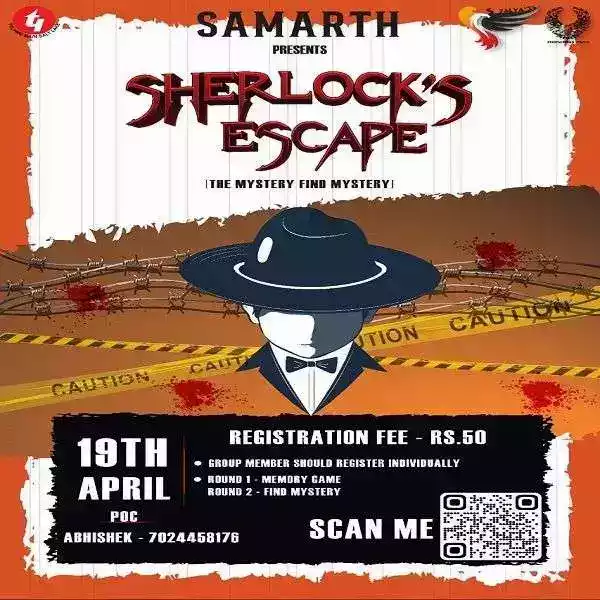 SAMARTH
PRESENTS
SHERLOCK'S
ESCAPE
[THE MYSTERY FIND MYSTERY]
CAUTION
CAUTION
CAUTION
19TH
APRIL
POC
ABHISHEK - 7024458176
REGISTRATION FEE - RS.50
• GROUP MEMBER SHOULD REGISTER INDIVIDUALLY
• ROUND 1 - MEMORY GAME
ROUND 2 - FIND MYSTERY
SCAN ME